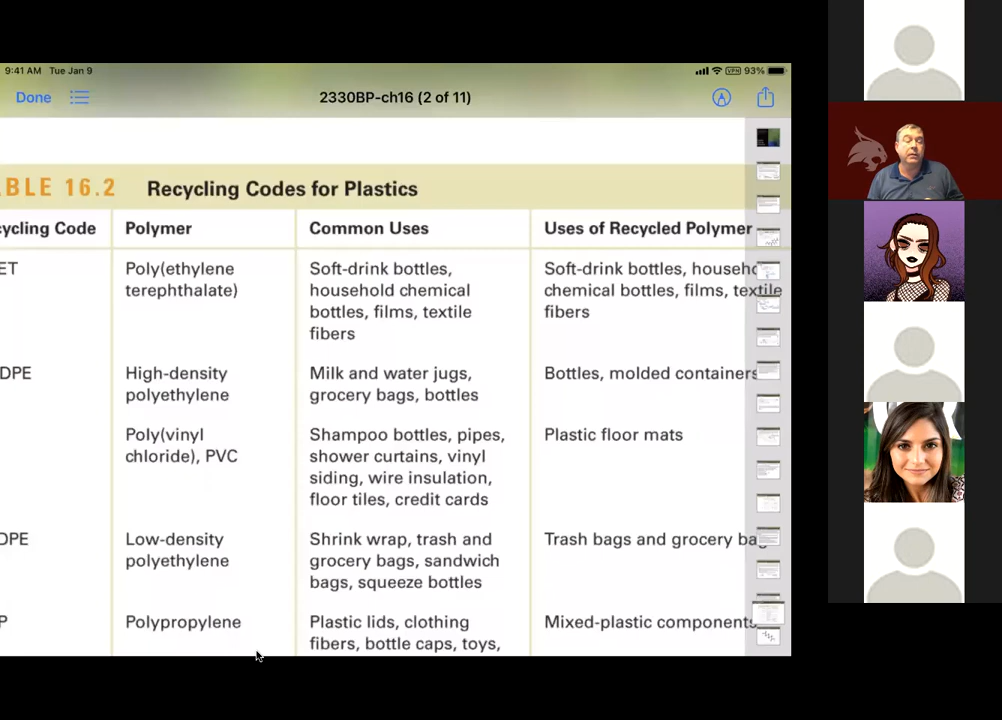 9:41 AM Tue Jan 9
VPN 93%
Done
2330BP-ch16 (2 of 11)
ABLE 16.2 Recycling Codes for Plastics
cycling Code Polymer Common Uses Uses of Recycled Polymer
ET Poly(ethylene Soft-drink bottles, Soft-drink bottles, househo
terephthalate) household chemical chemical bottles, films, textile
bottles, films, textile fibers
fibers
DPE High-density Milk and water jugs, Bottles, molded containers
polyethylene grocery bags, bottles
Poly(vinyl Shampoo bottles, pipes, Plastic floor mats
chloride), PVC shower curtains, vinyl
siding, wire insulation,
floor tiles, credit cards
DPE Low-density Shrink wrap, trash and Trash bags and grocery bag
polyethylene grocery bags, sandwich
bags, squeeze bottles
P Polypropylene Plastic lids, clothing Mixed-plastic components
fibers, bottle caps, toys,